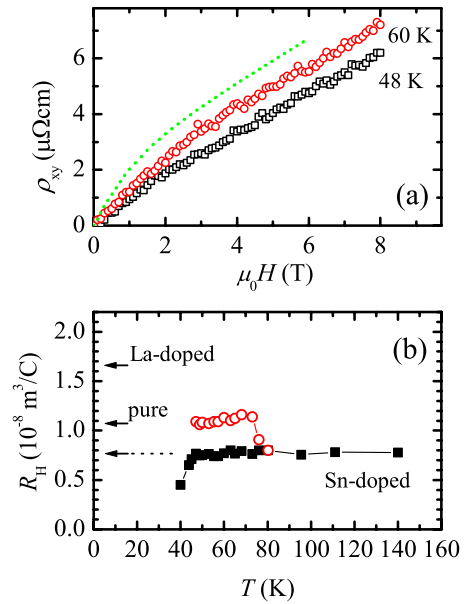 6
4
2
0
ρxy (μΩcm)
60 K
48 K
(a)
0 2 4 6 8
μ0H (T)
2.0
1.5
1.0
0.5
0.0
RH (10-8 m3/C)
(b)
La-doped
pure
Sn-doped
0 20 40 60 80 100 120 140 160
T (K)